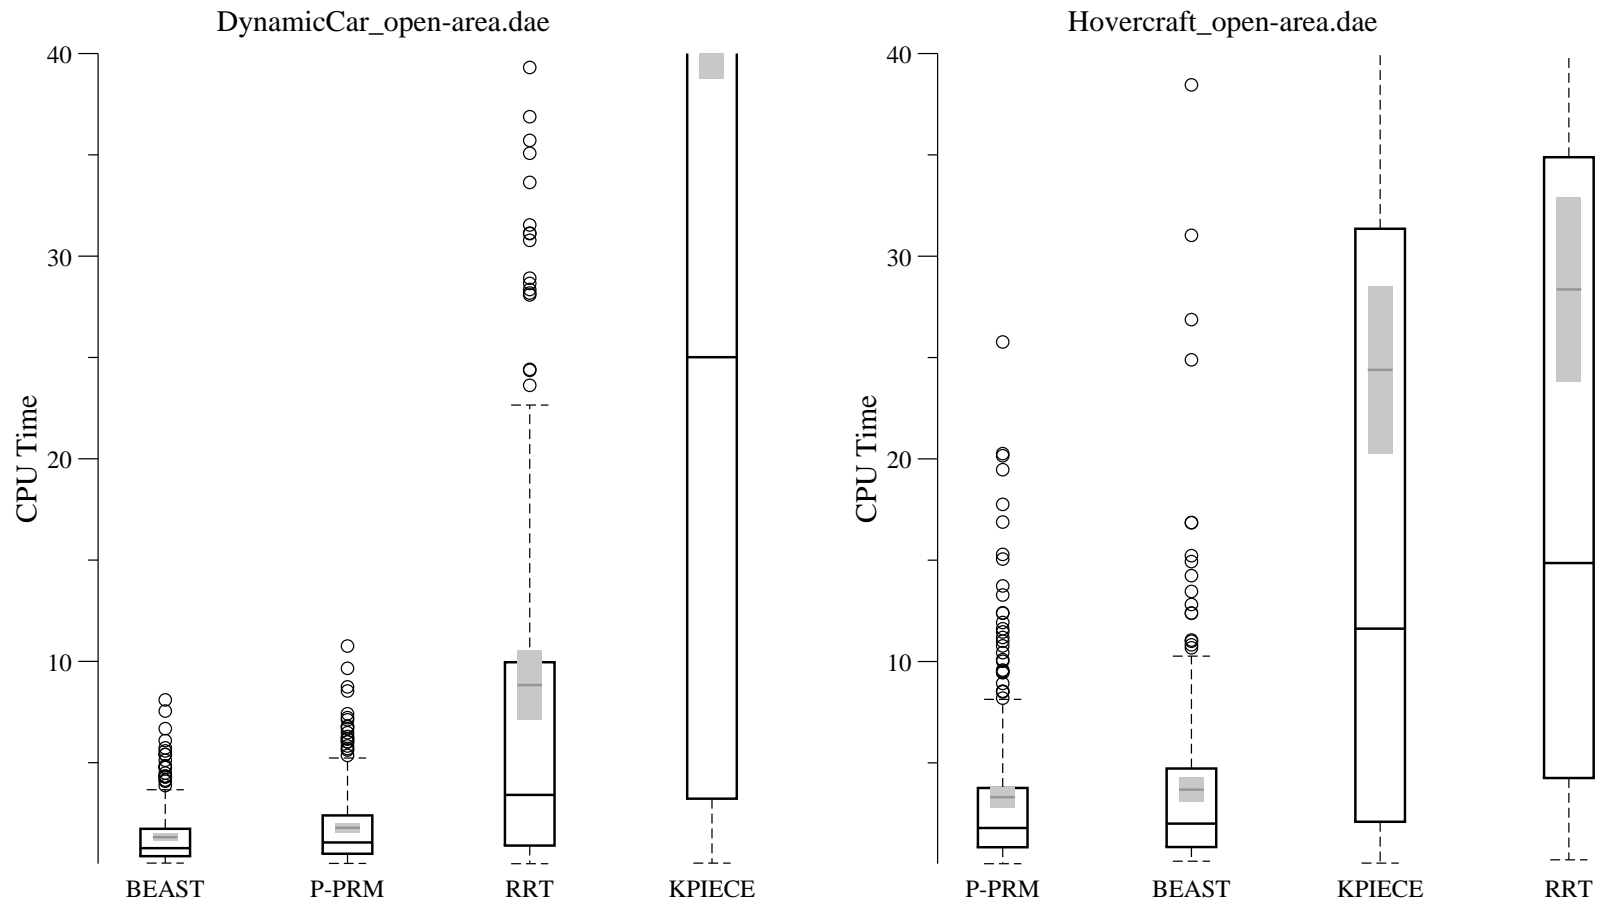 DynamicCar_open-area.dae
CPU Time
40
30
20
10
BEAST P-PRM RRT KPIECE
Hovercraft_open-area.dae
CPU Time
40
30
20
10
P-PRM BEAST KPIECE RRT